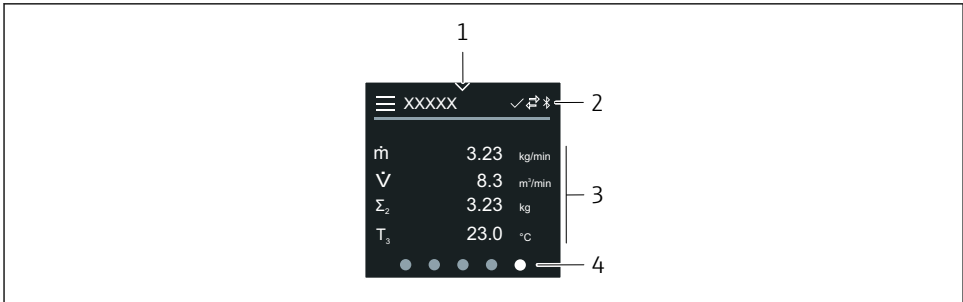 1
XXXXX
2
ṁ 3.23 kg/min
V̇ 8.3 m³/min
Σ₂ 3.23 kg
3
T₃ 23.0 °C
4